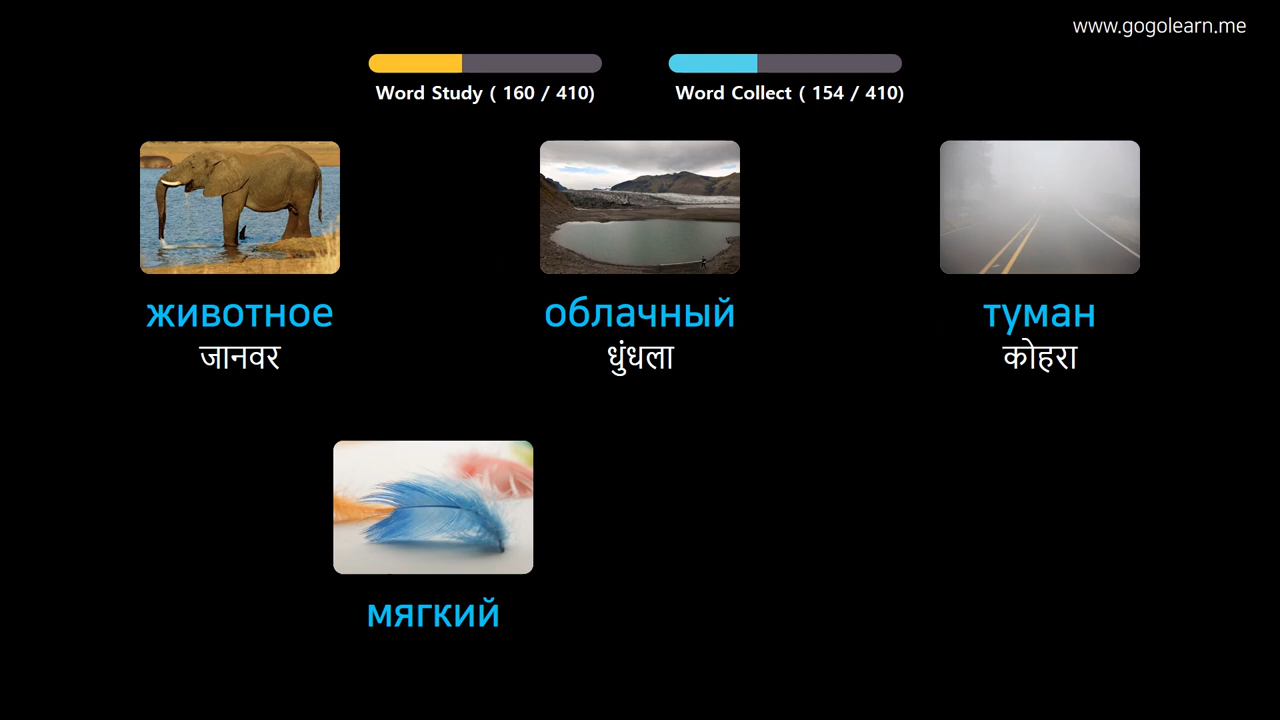 www.gogolearn.me
Word Study ( 160 / 410)
Word Collect ( 154 / 410)
животное
जानवर
облачный
धुंधला
туман
कोहरा
мягкий